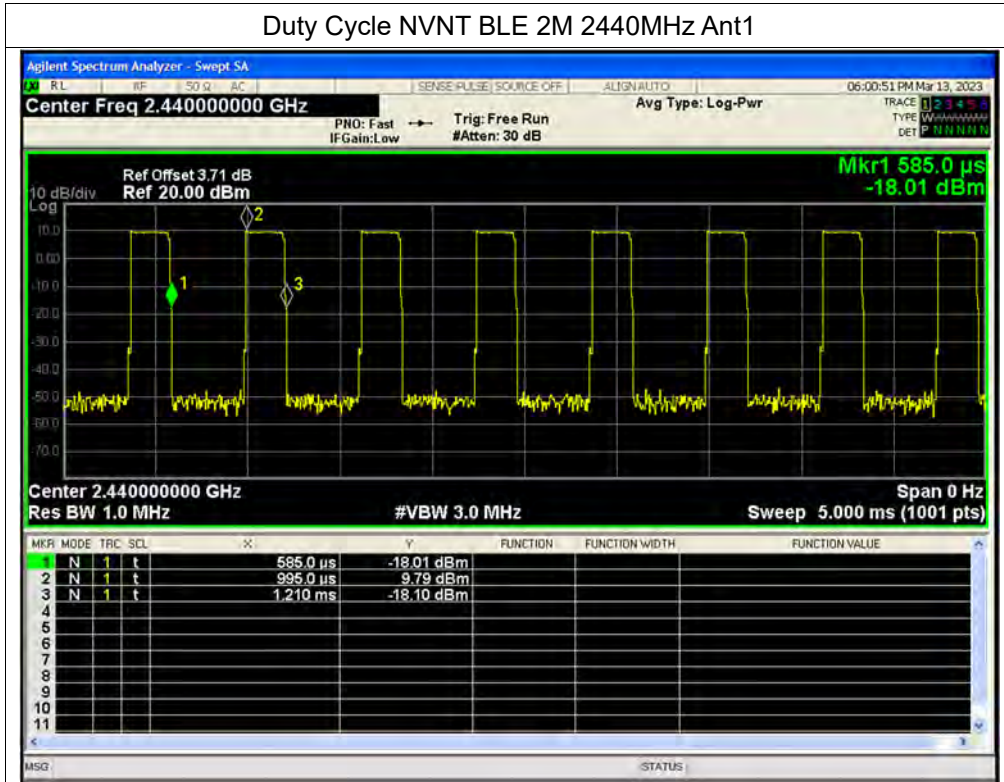 Duty Cycle NVNT BLE 2M 2440MHz Ant1
Agilent Spectrum Analyzer - Swept SA
LXI RL RF 50 Ω AC SENSE:PULSE SOURCE OFF ALIGN AUTO 06:00:51 PM Mar 13, 2023
Center Freq 2.440000000 GHz Avg Type: Log-Pwr TRACE 1 2 3 4 5 6
PNO: Fast Trig: Free Run TYPE W
IFGain:Low #Atten: 30 dB DET P N N N N N
Mkr1 585.0 µs
-18.01 dBm
Ref Offset 3.71 dB
10 dB/div Ref 20.00 dBm
Log
10.0
0.00
-10.0
-20.0
-30.0
-40.0
-50.0
-60.0
-70.0
2
1
3
Center 2.440000000 GHz Span 0 Hz
Res BW 1.0 MHz #VBW 3.0 MHz Sweep 5.000 ms (1001 pts)
MKR MODE TRC SCL X Y FUNCTION FUNCTION WIDTH FUNCTION VALUE
1 N 1 t 585.0 µs -18.01 dBm
2 N 1 t 995.0 µs 9.79 dBm
3 N 1 t 1.210 ms -18.10 dBm
4
5
6
7
8
9
10
11
MSG STATUS